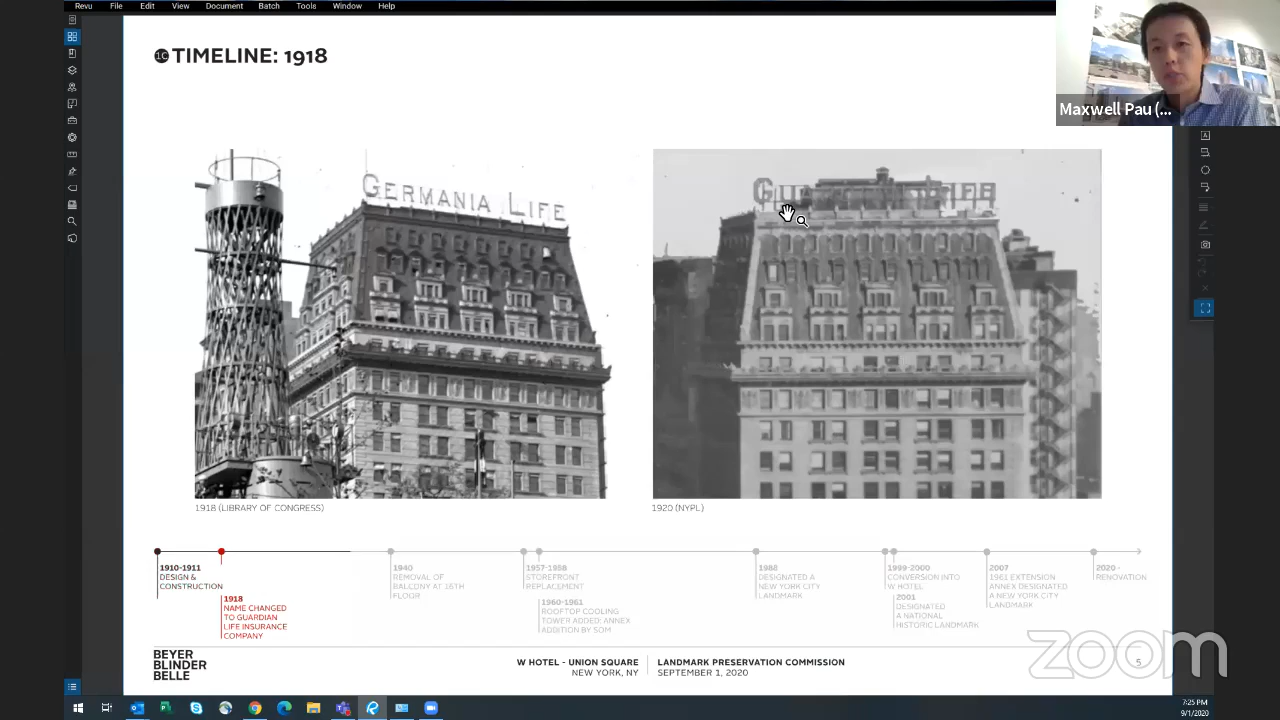 Revu File Edit View Document Batch Tools Window Help
1C TIMELINE: 1918
Maxwell Pau (...
GERMANIA LIFE
LIFE
1918 (LIBRARY OF CONGRESS)
1920 (NYPL)
1910-1911
DESIGN &
CONSTRUCTION
1918
NAME CHANGED
TO GUARDIAN
LIFE INSURANCE
COMPANY
1940
REMOVAL OF
BALCONY AT 16TH
FLOOR
STOREFRONT
REPLACEMENT
1960-1961
ROOFTOP COOLING
TOWER ADDED; ANNEX
ADDITION BY SOM
1988
DESIGNATED A
NEW YORK CITY
LANDMARK
1999-2000
CONVERSION INTO
W HOTEL
2001
DESIGNATED
A NATIONAL
HISTORIC LANDMARK
2007
1961 EXTENSION
ANNEX DESIGNATED
A NEW YORK CITY
LANDMARK
2020 -
RENOVATION
BEYER
BLINDER
BELLE
W HOTEL - UNION SQUARE
NEW YORK, NY
LANDMARK PRESERVATION COMMISSION
SEPTEMBER 1, 2020
5
zoom
7:25 PM
9/1/2020